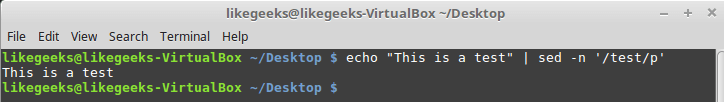 likegeeks@likegeeks-VirtualBox ~/Desktop
File Edit View Search Terminal Help
likegeeks@likegeeks-VirtualBox ~/Desktop $ echo "This is a test" | sed -n '/test/p'
This is a test
likegeeks@likegeeks-VirtualBox ~/Desktop $